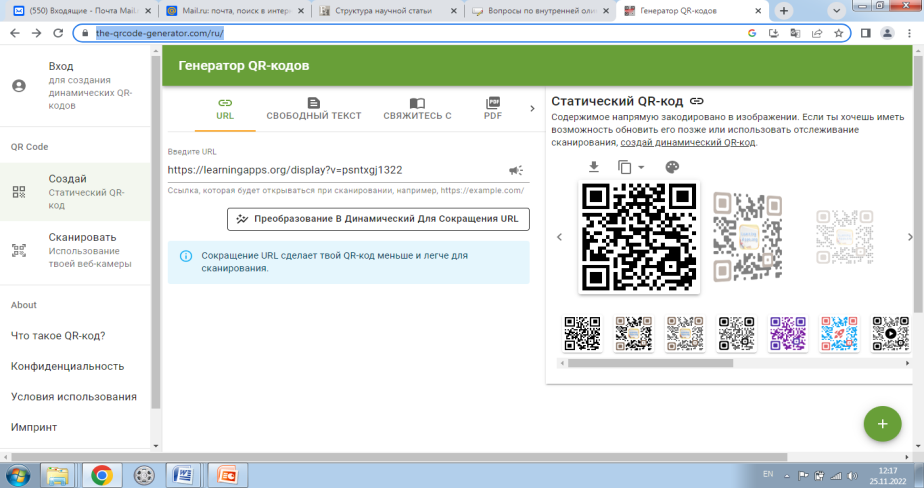 (550) Входящие - Почта Mail.
Mail.ru: почта, поиск в интер
Структура научной статьи
Вопросы по внутренней оли
Генератор QR-кодов
the-qrcode-generator.com/ru/
Вход
для создания
динамических QR-
кодов
QR Code
Создай
Статический QR-
код
Сканировать
Использование
твоей веб-камеры
About
Что такое QR-код?
Конфиденциальность
Условия использования
Импринт
Генератор QR-кодов
URL
СВОБОДНЫЙ ТЕКСТ
СВЯЖИТЕСЬ С
PDF
PDF
Введите URL
https://learningapps.org/display?v=psntxgj1322
Ссылка, которая будет открываться при сканировании, например, https://example.com/
Преобразование В Динамический Для Сокращения URL
Сокращение URL сделает твой QR-код меньше и легче для
сканирования.
Статический QR-код
Содержимое напрямую закодировано в изображении. Если ты хочешь иметь
возможность обновить его позже или использовать отслеживание
сканирования, создай динамический QR-код.
EN
12:17
25.11.2022